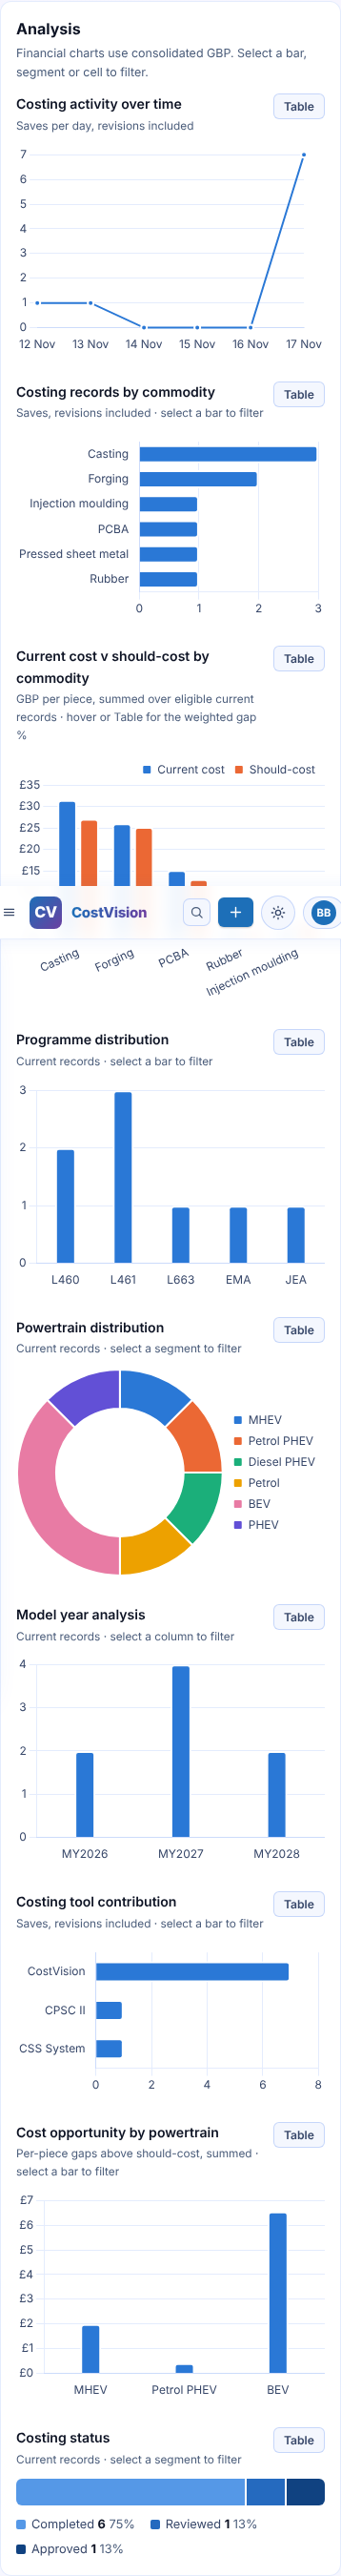 Analysis
Financial charts use consolidated GBP. Select a bar,
segment or cell to filter.
Costing activity over time
Table
Saves per day, revisions included
7
6
5
4
3
2
1
0
12 Nov 13 Nov 14 Nov 15 Nov 16 Nov 17 Nov
Costing records by commodity
Table
Saves, revisions included · select a bar to filter
Casting
Forging
Injection moulding
PCBA
Pressed sheet metal
Rubber
0 1 2 3
Current cost v should-cost by
commodity
Table
GBP per piece, summed over eligible current
records · hover or Table for the weighted gap
%
Current cost Should-cost
£35
£30
£25
£20
£15
CV CostVision + BB
Casting Forging PCBA Rubber Injection moulding
Programme distribution
Table
Current records · select a bar to filter
3
2
1
0
L460 L461 L663 EMA JEA
Powertrain distribution
Table
Current records · select a segment to filter
MHEV
Petrol PHEV
Diesel PHEV
Petrol
BEV
PHEV
Model year analysis
Table
Current records · select a column to filter
4
3
2
1
0
MY2026 MY2027 MY2028
Costing tool contribution
Table
Saves, revisions included · select a bar to filter
CostVision
CPSC II
CSS System
0 2 4 6 8
Cost opportunity by powertrain
Table
Per-piece gaps above should-cost, summed ·
select a bar to filter
£7
£6
£5
£4
£3
£2
£1
£0
MHEV Petrol PHEV BEV
Costing status
Table
Current records · select a segment to filter
Completed 6 75% Reviewed 1 13%
Approved 1 13%